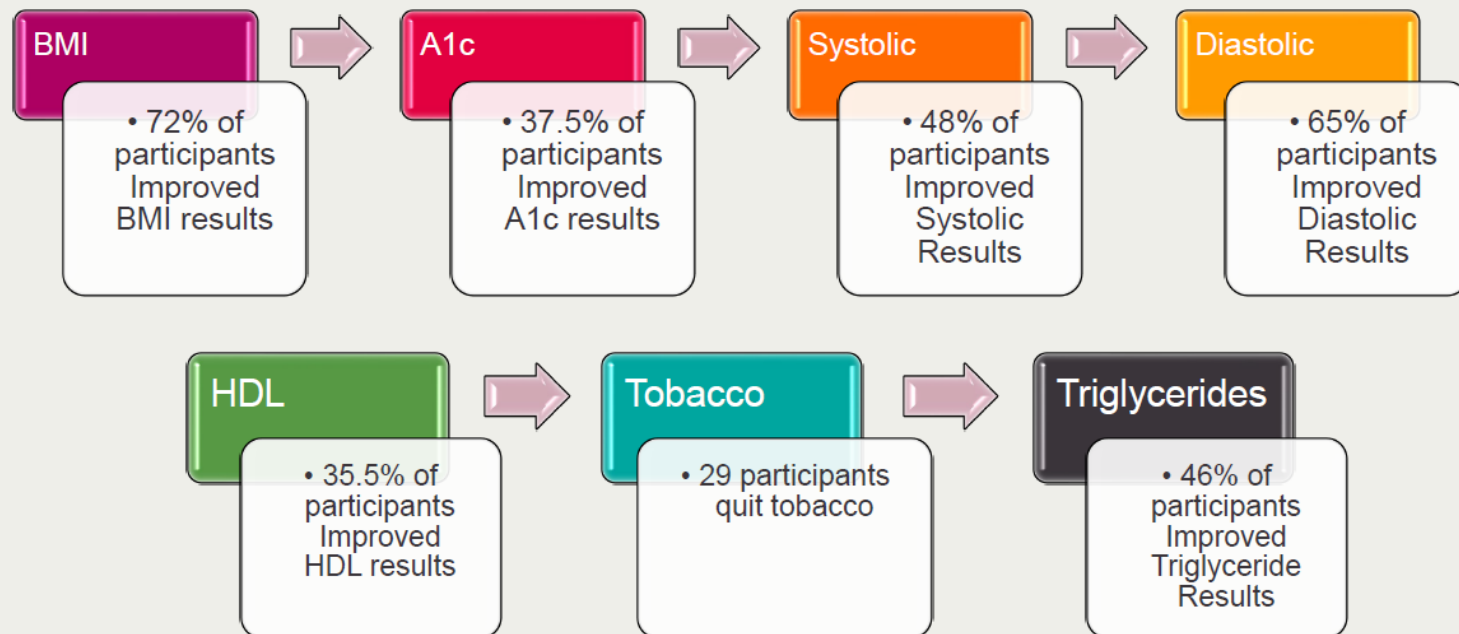 BMI
• 72% of
participants
Improved
BMI results
A1c
• 37.5% of
participants
Improved
A1c results
Systolic
• 48% of
participants
Improved
Systolic
Results
Diastolic
• 65% of
participants
Improved
Diastolic
Results
HDL
• 35.5% of
participants
Improved
HDL results
Tobacco
• 29 participants
quit tobacco
Triglycerides
• 46% of
participants
Improved
Triglyceride
Results